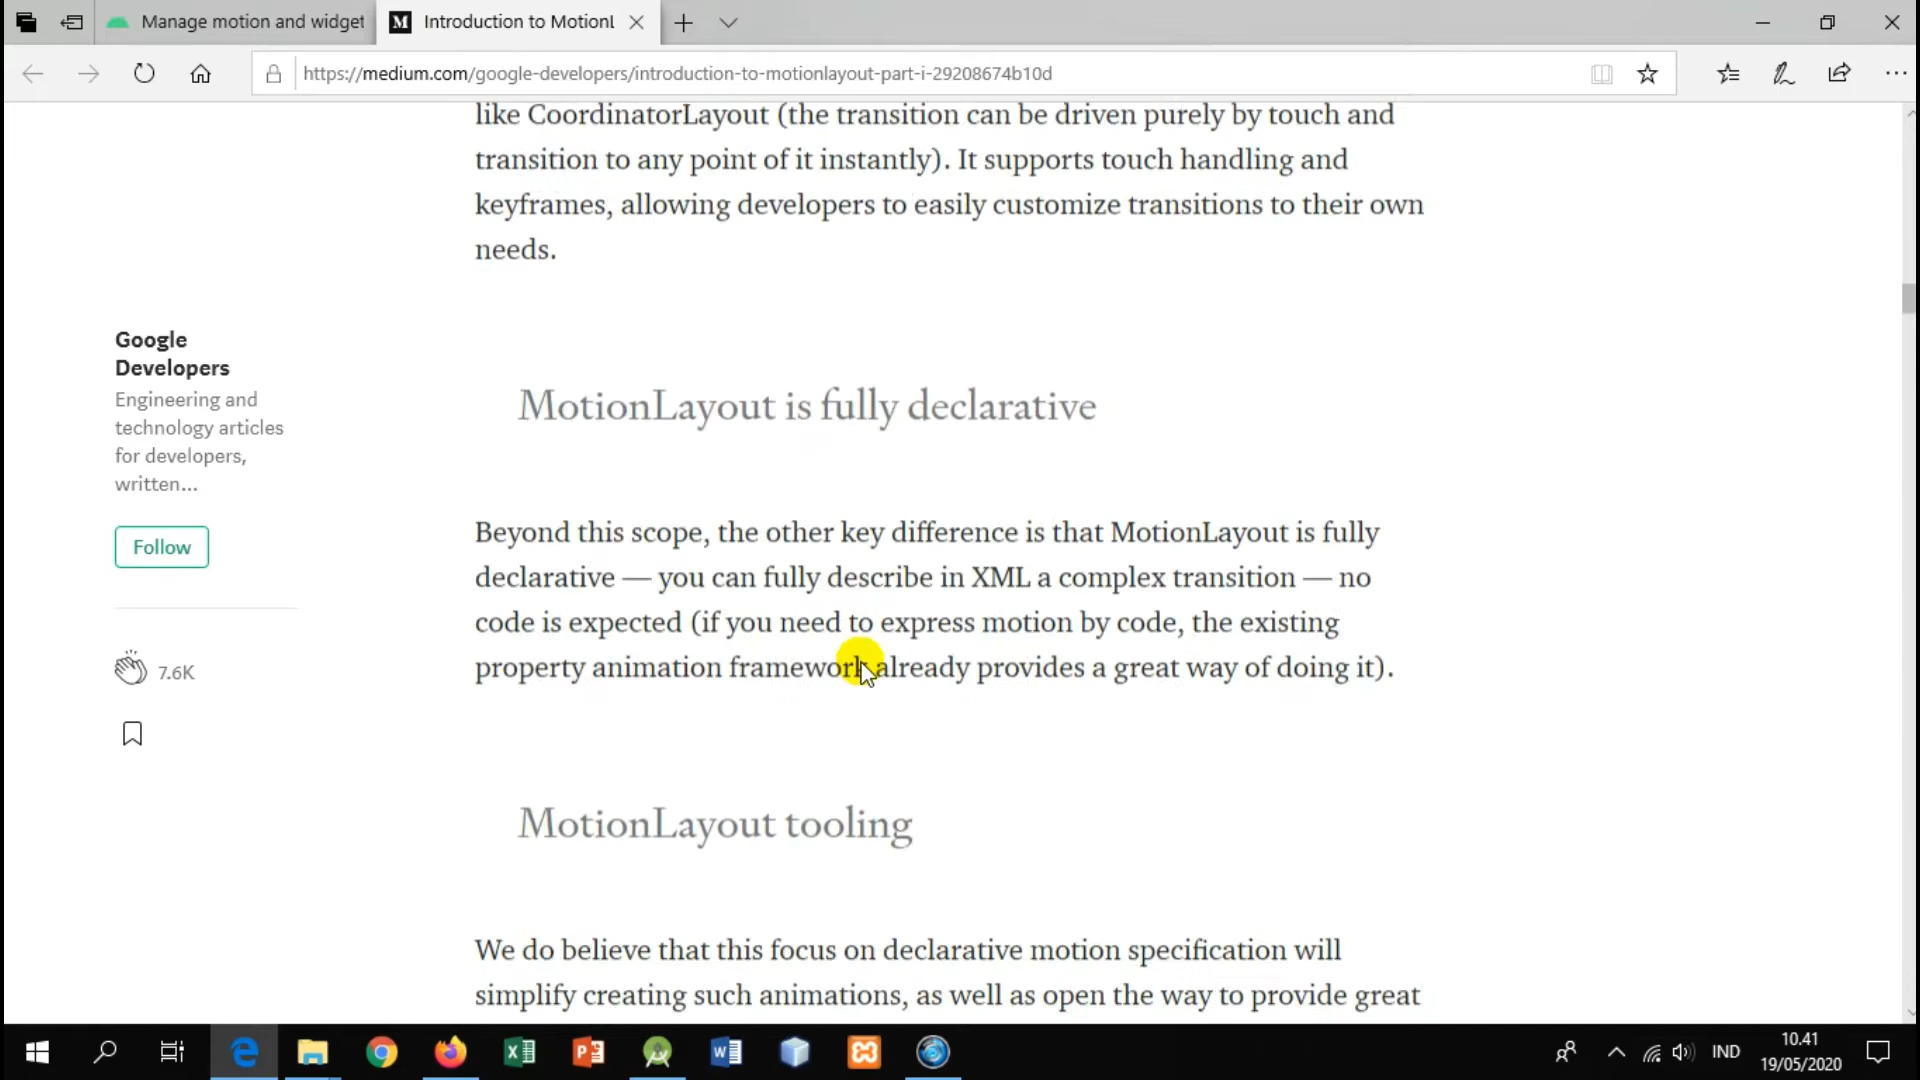 Manage motion and widget
Introduction to MotionL
https://medium.com/google-developers/introduction-to-motionlayout-part-i-29208674b10d
like CoordinatorLayout (the transition can be driven purely by touch and
transition to any point of it instantly). It supports touch handling and
keyframes, allowing developers to easily customize transitions to their own
needs.
Google
Developers
Engineering and
technology articles
for developers,
written...
Follow
7.6K
MotionLayout is fully declarative
Beyond this scope, the other key difference is that MotionLayout is fully
declarative — you can fully describe in XML a complex transition — no
code is expected (if you need to express motion by code, the existing
property animation framework already provides a great way of doing it).
MotionLayout tooling
We do believe that this focus on declarative motion specification will
simplify creating such animations, as well as open the way to provide great
IND
10.41
19/05/2020